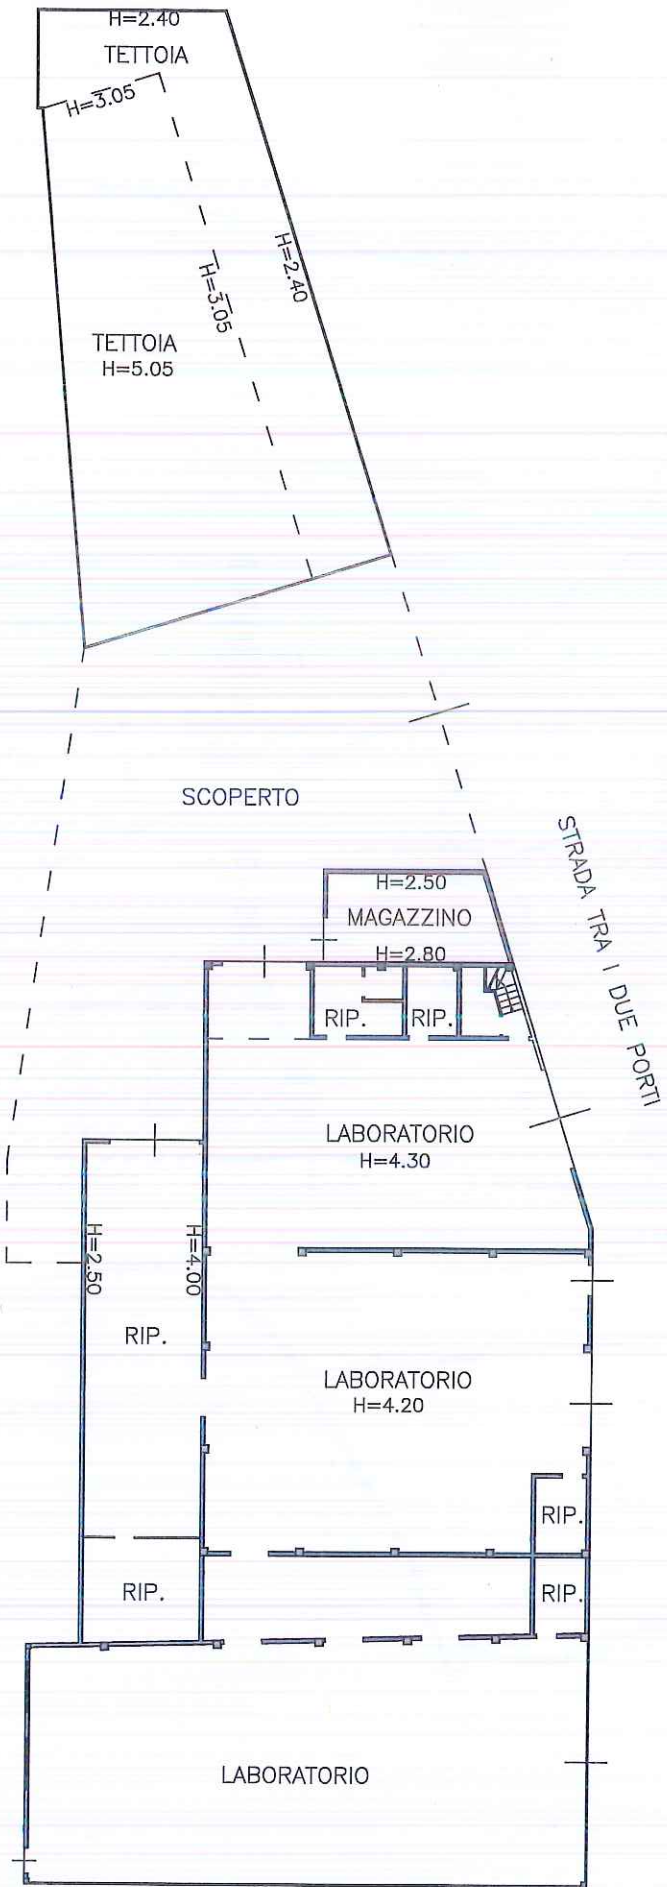 H=2.40
TETTOIA
H=3.05
H=2.40
H=3.05
TETTOIA
H=5.05
SCOPERTO
STRADA TRA I DUE PORTI
H=2.50
MAGAZZINO
H=2.80
RIP.
RIP.
LABORATORIO
H=4.30
H=2.50
H=4.00
RIP.
LABORATORIO
H=4.20
RIP.
RIP.
RIP.
LABORATORIO